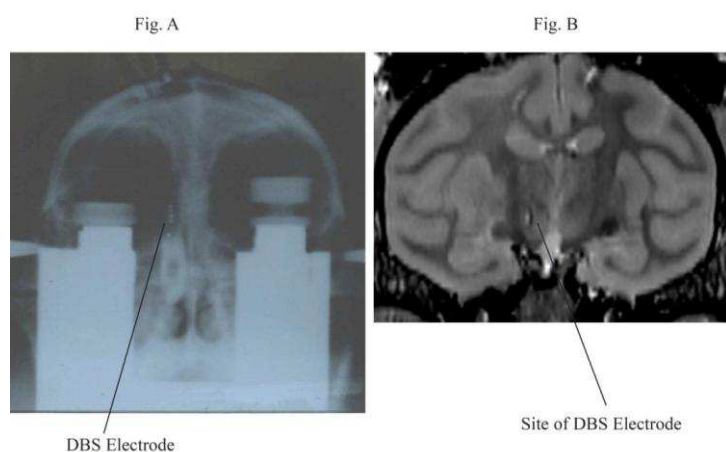 Fig. A
Fig. B
DBS Electrode
Site of DBS Electrode